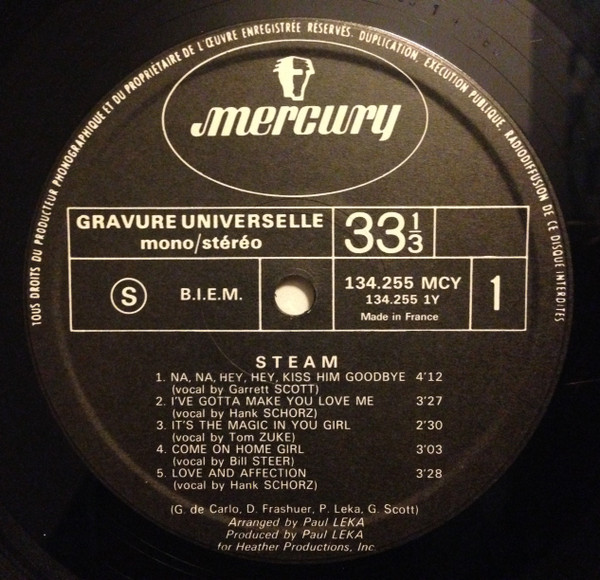 TOUS DROITS DU PRODUCTEUR PHONOGRAPHIQUE ET DU PROPRIÉTAIRE DE L'ŒUVRE ENREGISTRÉE RÉSERVÉS. DUPLICATION, EXÉCUTION PUBLIQUE, RADIODIFFUSION DE CE DISQUE INTERDITES
mercury
GRAVURE UNIVERSELLE
mono/stéréo
33 1/3
S B.I.E.M.
134.255 MCY
134.255 1Y
Made in France
1
STEAM
1. NA, NA, HEY, HEY, KISS HIM GOODBYE 4'12
(vocal by Garrett SCOTT)
2. I'VE GOTTA MAKE YOU LOVE ME 3'27
(vocal by Hank SCHORZ)
3. IT'S THE MAGIC IN YOU GIRL 2'30
(vocal by Tom ZUKE)
4. COME ON HOME GIRL 3'03
(vocal by Bill STEER)
5. LOVE AND AFFECTION 3'28
(vocal by Hank SCHORZ)
(G. de Carlo, D. Frashuer, P. Leka, G. Scott)
Arranged by Paul LEKA
Produced by Paul LEKA
for Heather Productions, Inc.